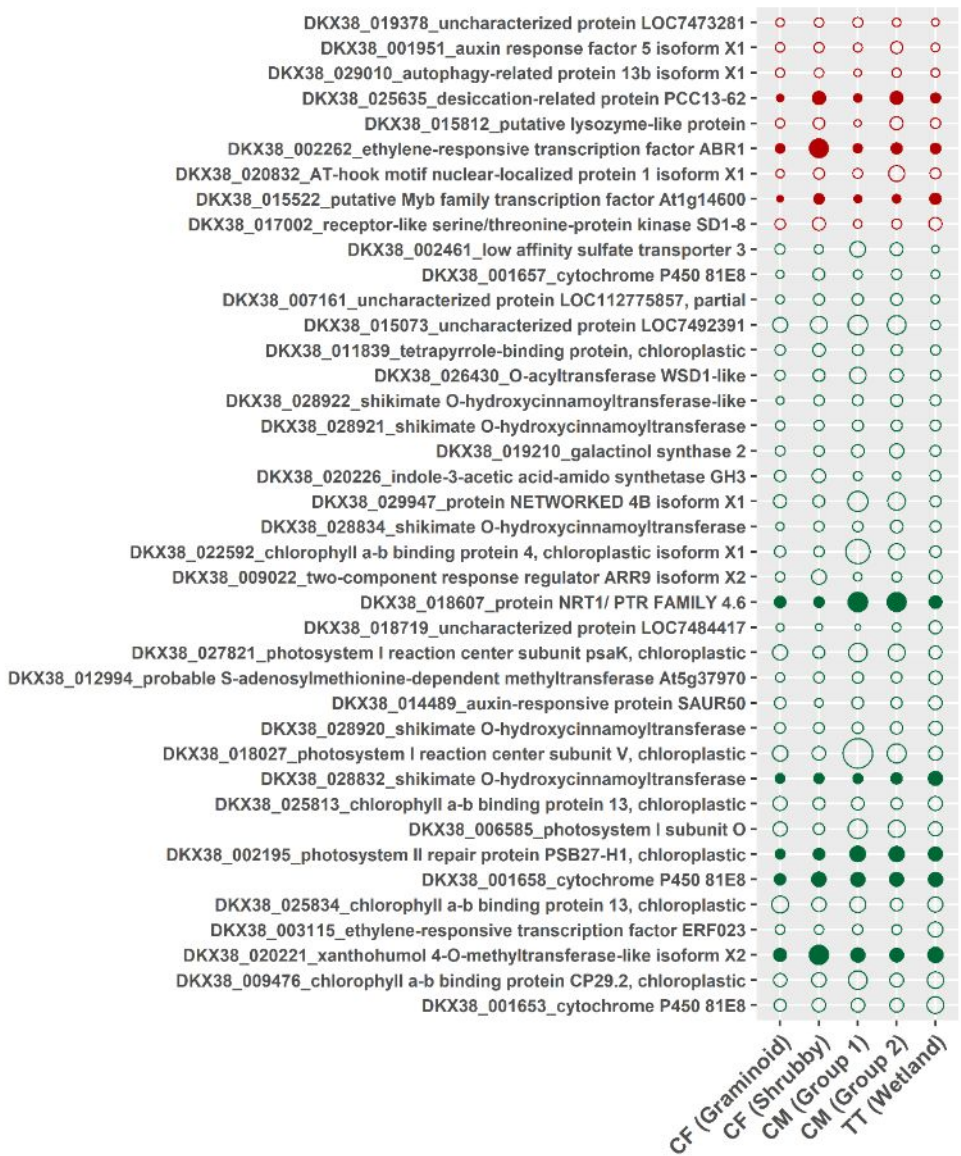 DKX38_019378_uncharacterized protein LOC7473281
DKX38_001951_auxin response factor 5 isoform X1
DKX38_029010_autophagy-related protein 13b isoform X1
DKX38_025635_desiccation-related protein PCC13-62
DKX38_015812_putative lysozyme-like protein
DKX38_002262_ethylene-responsive transcription factor ABR1
DKX38_020832_AT-hook motif nuclear-localized protein 1 isoform X1
DKX38_015522_putative Myb family transcription factor At1g14600
DKX38_017002_receptor-like serine/threonine-protein kinase SD1-8
DKX38_002461_low affinity sulfate transporter 3
DKX38_001657_cytochrome P450 81E8
DKX38_007161_uncharacterized protein LOC112775857, partial
DKX38_015073_uncharacterized protein LOC7492391
DKX38_011839_tetrapyrrole-binding protein, chloroplastic
DKX38_026430_O-acyltransferase WSD1-like
DKX38_028922_shikimate O-hydroxycinnamoyltransferase-like
DKX38_028921_shikimate O-hydroxycinnamoyltransferase
DKX38_019210_galactinol synthase 2
DKX38_020226_indole-3-acetic acid-amido synthetase GH3
DKX38_029947_protein NETWORKED 4B isoform X1
DKX38_028834_shikimate O-hydroxycinnamoyltransferase
DKX38_022592_chlorophyll a-b binding protein 4, chloroplastic isoform X1
DKX38_009022_two-component response regulator ARR9 isoform X2
DKX38_018607_protein NRT1/ PTR FAMILY 4.6
DKX38_018719_uncharacterized protein LOC7484417
DKX38_027821_photosystem I reaction center subunit psaK, chloroplastic
DKX38_012994_probable S-adenosylmethionine-dependent methyltransferase At5g37970
DKX38_014489_auxin-responsive protein SAUR50
DKX38_028920_shikimate O-hydroxycinnamoyltransferase
DKX38_018027_photosystem I reaction center subunit V, chloroplastic
DKX38_028832_shikimate O-hydroxycinnamoyltransferase
DKX38_025813_chlorophyll a-b binding protein 13, chloroplastic
DKX38_006585_photosystem I subunit O
DKX38_002195_photosystem II repair protein PSB27-H1, chloroplastic
DKX38_001658_cytochrome P450 81E8
DKX38_025834_chlorophyll a-b binding protein 13, chloroplastic
DKX38_003115_ethylene-responsive transcription factor ERF023
DKX38_020221_xanthohumol 4-O-methyltransferase-like isoform X2
DKX38_009476_chlorophyll a-b binding protein CP29.2, chloroplastic
DKX38_001653_cytochrome P450 81E8
CF (Graminoid)
CF (Shrubby)
CM (Group 1)
CM (Group 2)
TT (Wetland)